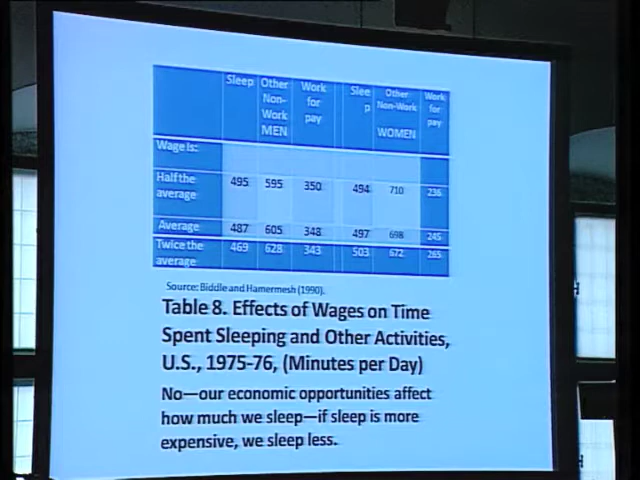 Sleep Other Non-Work MEN Work for pay Slee p Other Non-Work WOMEN Work for pay
Wage is:
Half the average 495 595 350 494 710 236
Average 487 605 348 497 698 245
Twice the average 469 628 343 503 672 265
Source: Biddle and Hamermesh (1990).
Table 8. Effects of Wages on Time
Spent Sleeping and Other Activities,
U.S., 1975-76, (Minutes per Day)
No—our economic opportunities affect
how much we sleep—if sleep is more
expensive, we sleep less.